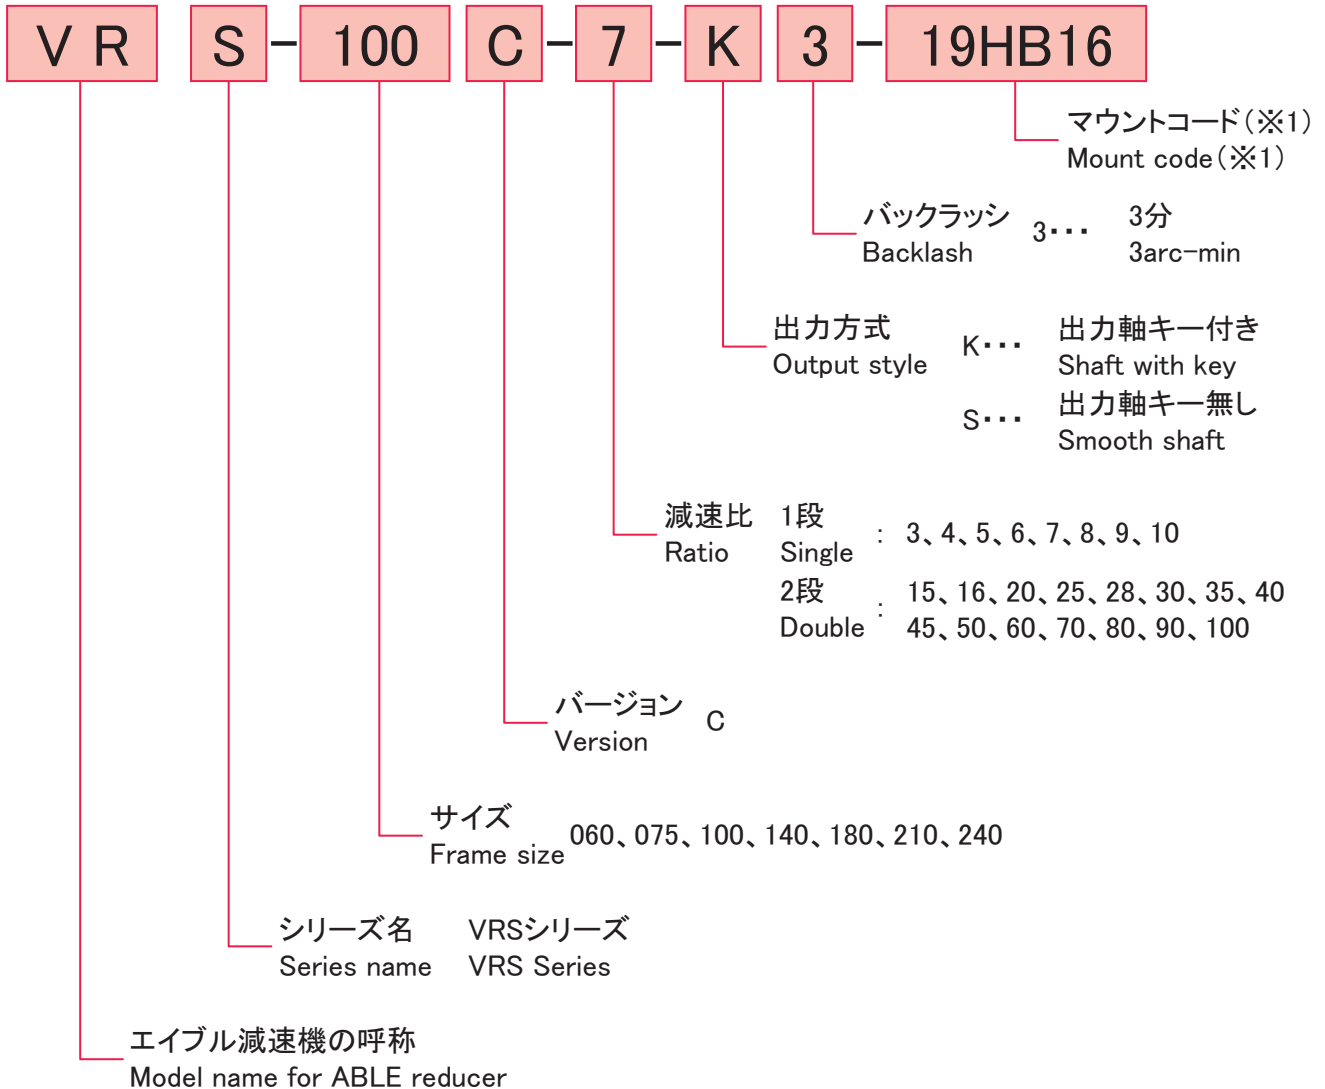 VR S-100 C-7-K 3-19HB16
マウントコード(※1)
Mount code(※1)
バックラッシ 3・・・ 3分
Backlash 3arc-min
出力方式 K・・・ 出力軸キー付き
Output style Shaft with key
S・・・ 出力軸キー無し
Smooth shaft
減速比 1段 : 3、4、5、6、7、8、9、10
Ratio Single
2段 : 15、16、20、25、28、30、35、40
Double 45、50、60、70、80、90、100
バージョン C
Version
サイズ 060、075、100、140、180、210、240
Frame size
シリーズ名 VRSシリーズ
Series name VRS Series
エイブル減速機の呼称
Model name for ABLE reducer